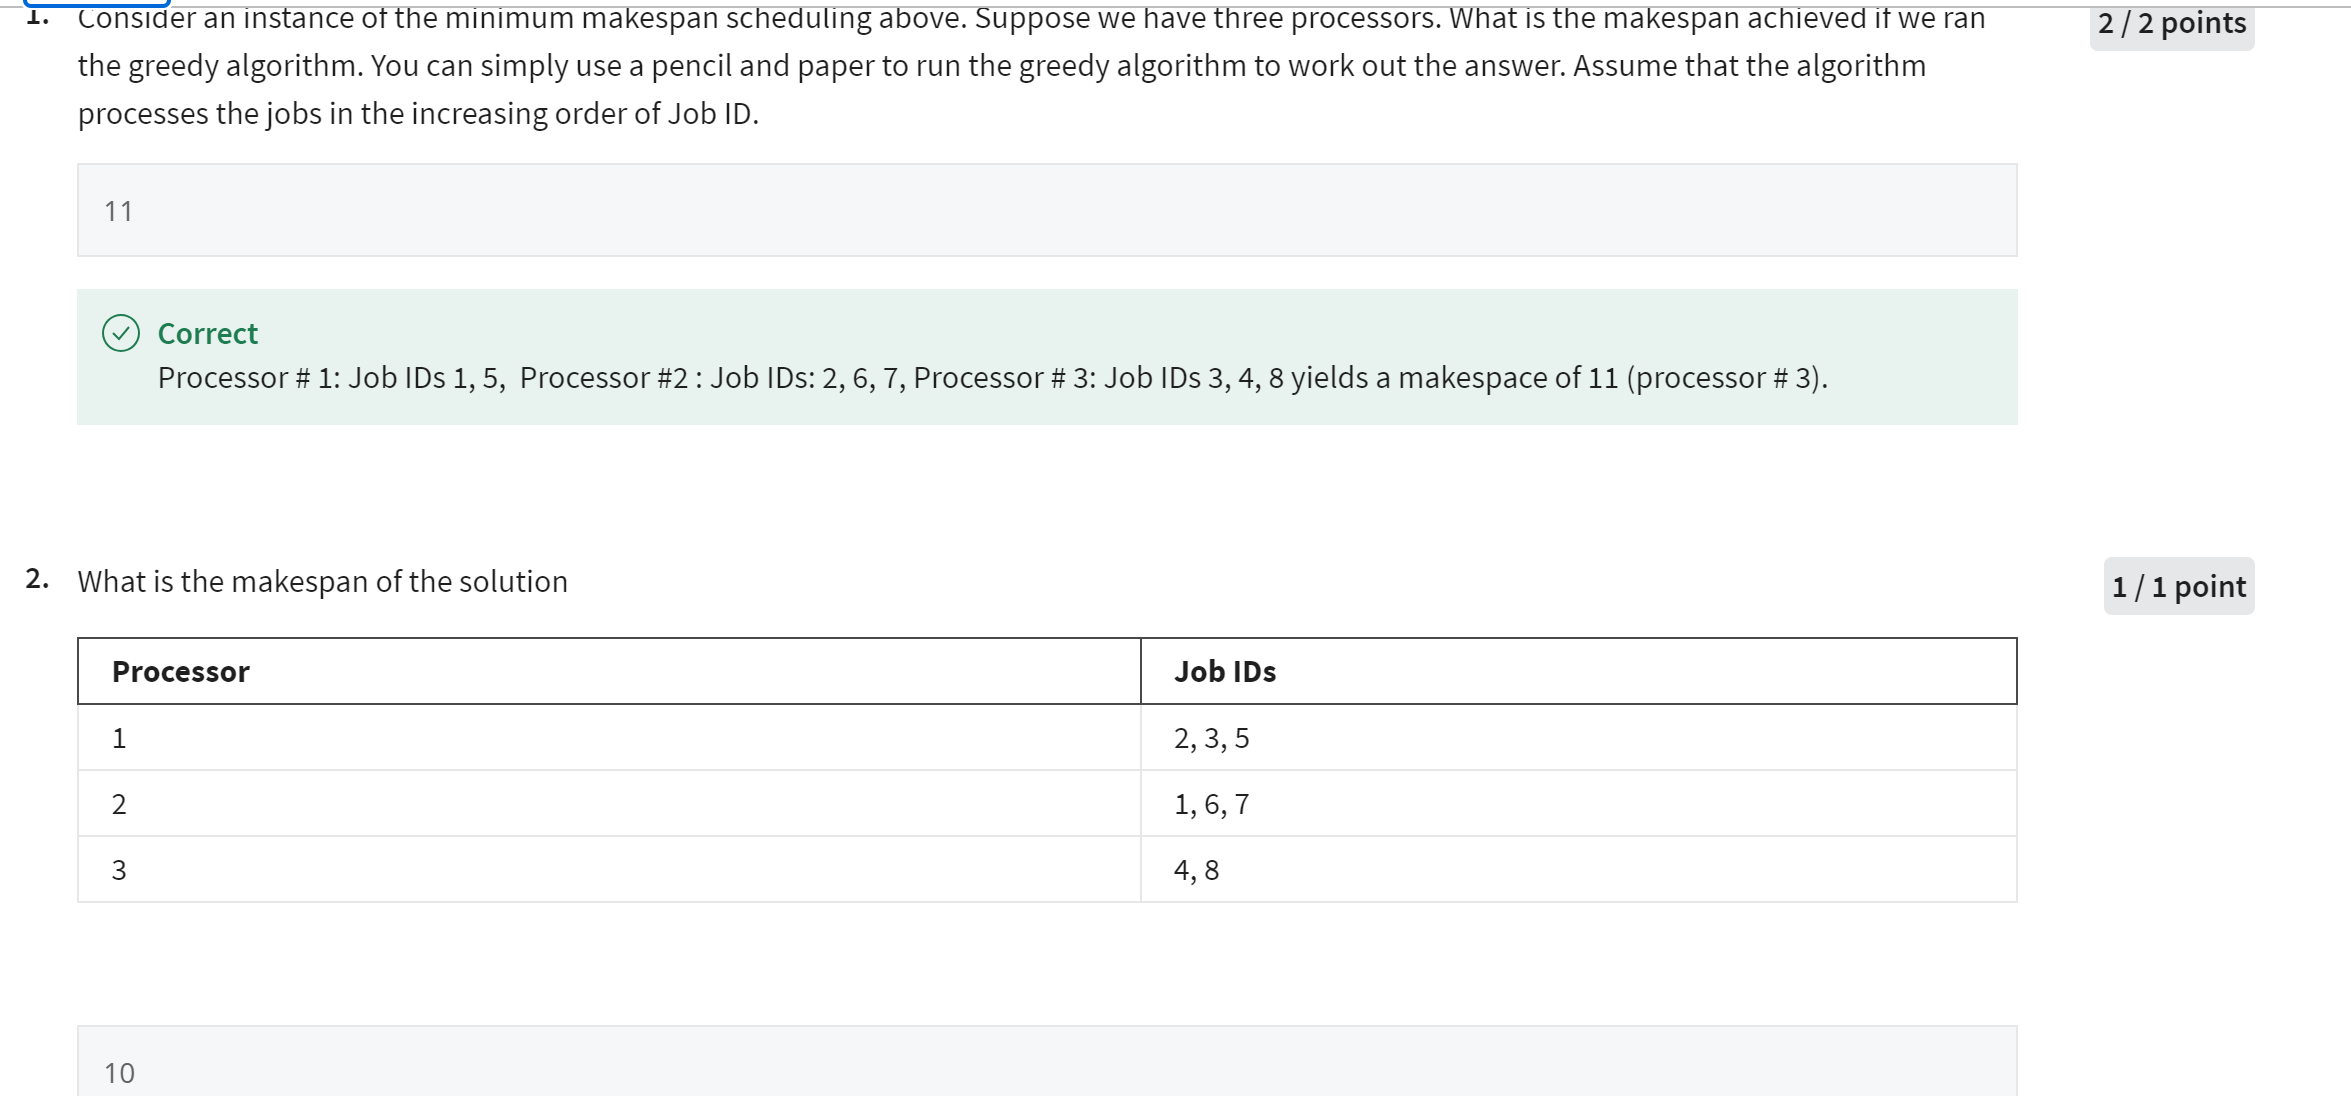 1. Consider an instance of the minimum makespan scheduling above. Suppose we have three processors. What is the makespan achieved if we ran
2 / 2 points
the greedy algorithm. You can simply use a pencil and paper to run the greedy algorithm to work out the answer. Assume that the algorithm
processes the jobs in the increasing order of Job ID.
11
Correct
Processor # 1: Job IDs 1, 5, Processor #2 : Job IDs: 2, 6, 7, Processor # 3: Job IDs 3, 4, 8 yields a makespace of 11 (processor # 3).
2. What is the makespan of the solution
1 / 1 point
Processor Job IDs
1 2, 3, 5
2 1, 6, 7
3 4, 8
10